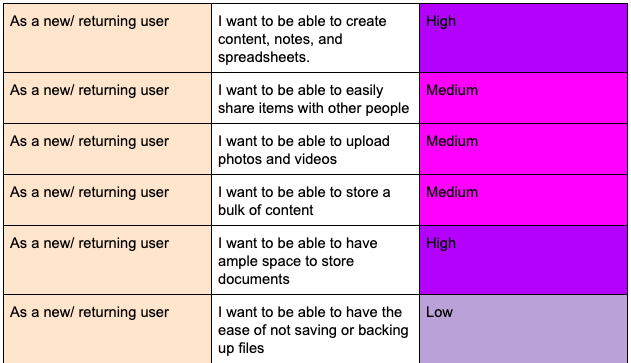 As a new/ returning user
I want to be able to create
content, notes, and
spreadsheets.
High
As a new/ returning user
I want to be able to easily
share items with other people
Medium
As a new/ returning user
I want to be able to upload
photos and videos
Medium
As a new/ returning user
I want to be able to store a
bulk of content
Medium
As a new/ returning user
I want to be able to have
ample space to store
documents
High
As a new/ returning user
I want to be able to have the
ease of not saving or backing
up files
Low